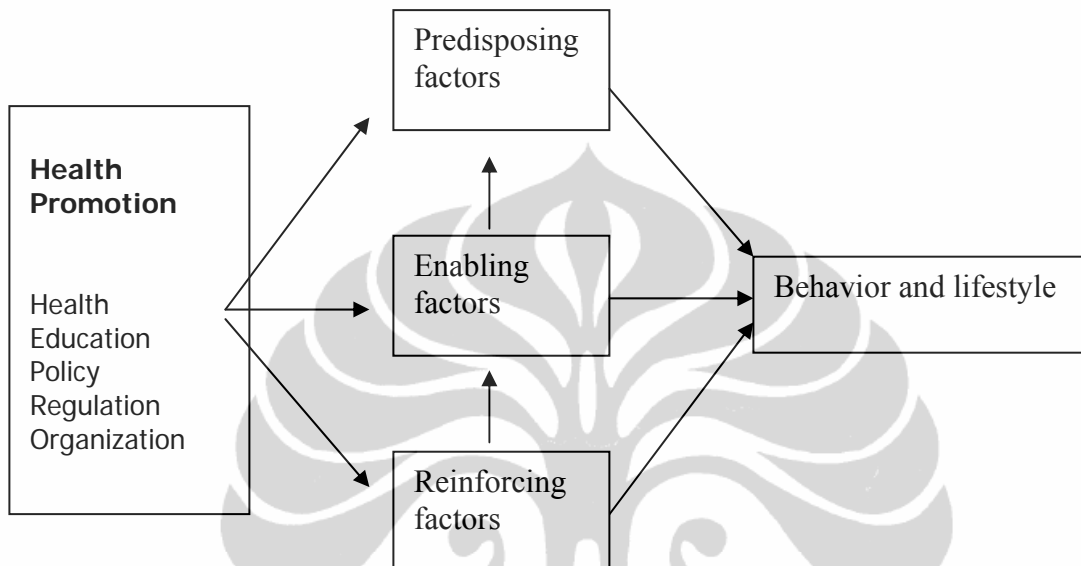 Health
Promotion
Health
Education
Policy
Regulation
Organization
Predisposing
factors
Enabling
factors
Reinforcing
factors
Behavior and lifestyle